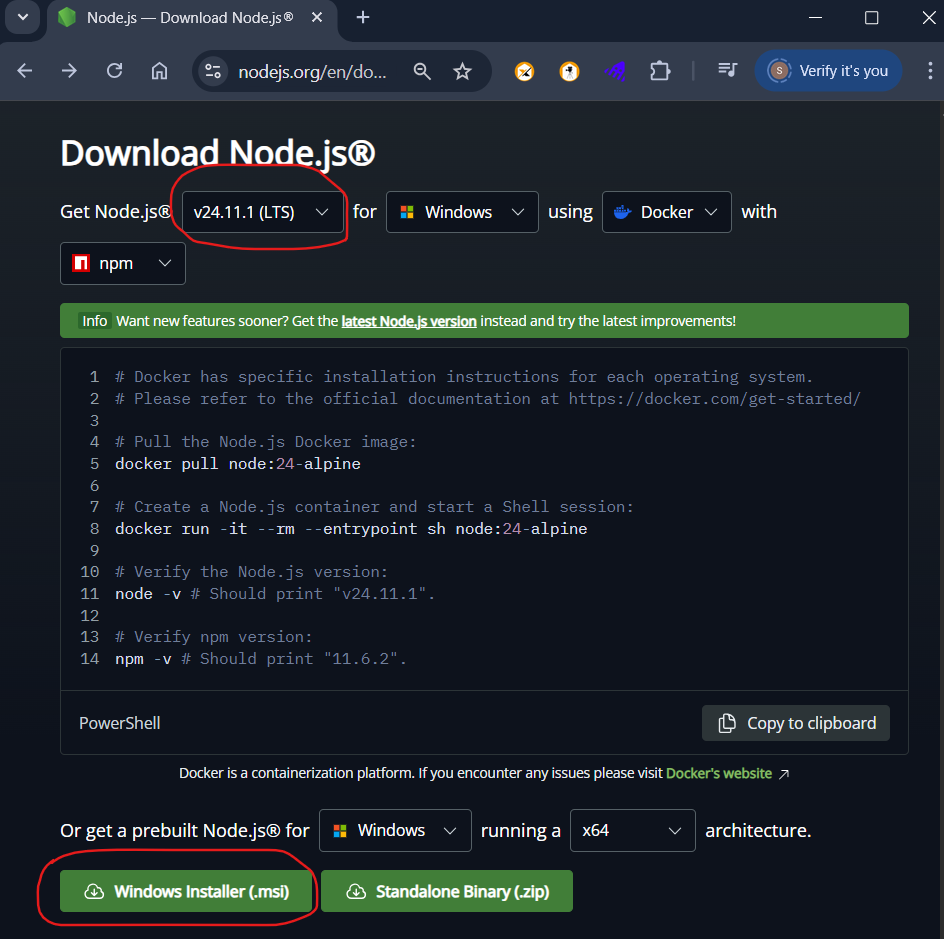 Node.js — Download Node.js®
nodejs.org/en/do...
S
Verify it's you
Download Node.js®
Get Node.js® v24.11.1 (LTS) for Windows using Docker with
npm
Info Want new features sooner? Get the latest Node.js version instead and try the latest improvements!
1 # Docker has specific installation instructions for each operating system.
2 # Please refer to the official documentation at https://docker.com/get-started/
3
4 # Pull the Node.js Docker image:
5 docker pull node:24-alpine
6
7 # Create a Node.js container and start a Shell session:
8 docker run -it --rm --entrypoint sh node:24-alpine
9
10 # Verify the Node.js version:
11 node -v # Should print "v24.11.1".
12
13 # Verify npm version:
14 npm -v # Should print "11.6.2".
PowerShell Copy to clipboard
Docker is a containerization platform. If you encounter any issues please visit Docker's website ↗
Or get a prebuilt Node.js® for Windows running a x64 architecture.
Windows Installer (.msi) Standalone Binary (.zip)